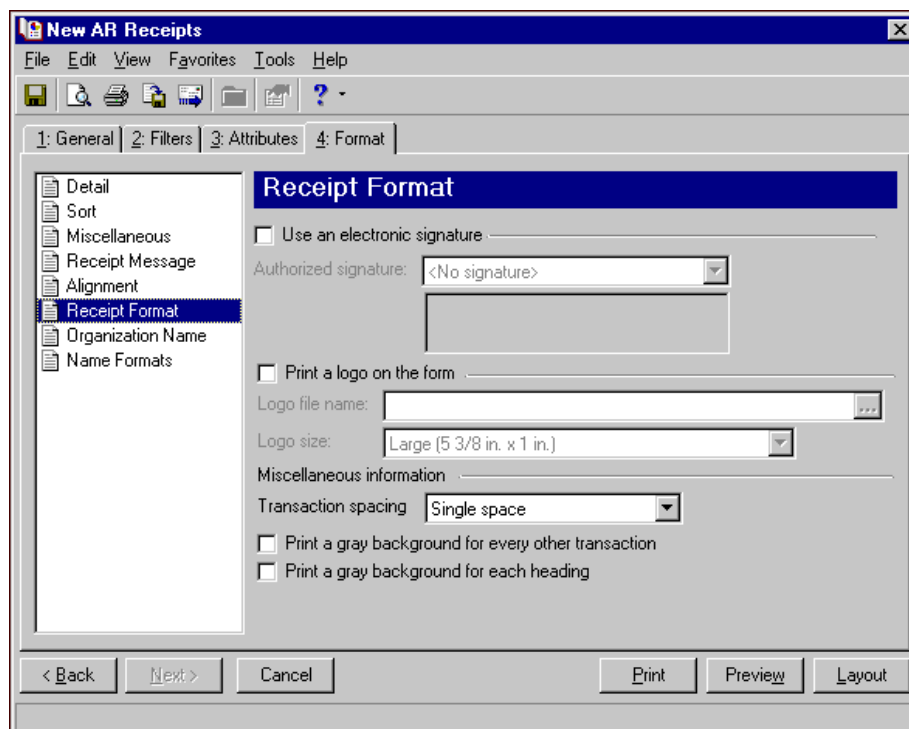 New AR Receipts
File Edit View Favorites Tools Help
?
1: General 2: Filters 3: Attributes 4: Format
Detail
Sort
Miscellaneous
Receipt Message
Alignment
Receipt Format
Organization Name
Name Formats
Receipt Format
Use an electronic signature
Authorized signature: <No signature>
Print a logo on the form
Logo file name: ...
Logo size: Large (5 3/8 in. x 1 in.)
Miscellaneous information
Transaction spacing Single space
Print a gray background for every other transaction
Print a gray background for each heading
< Back Next > Cancel Print Preview Layout